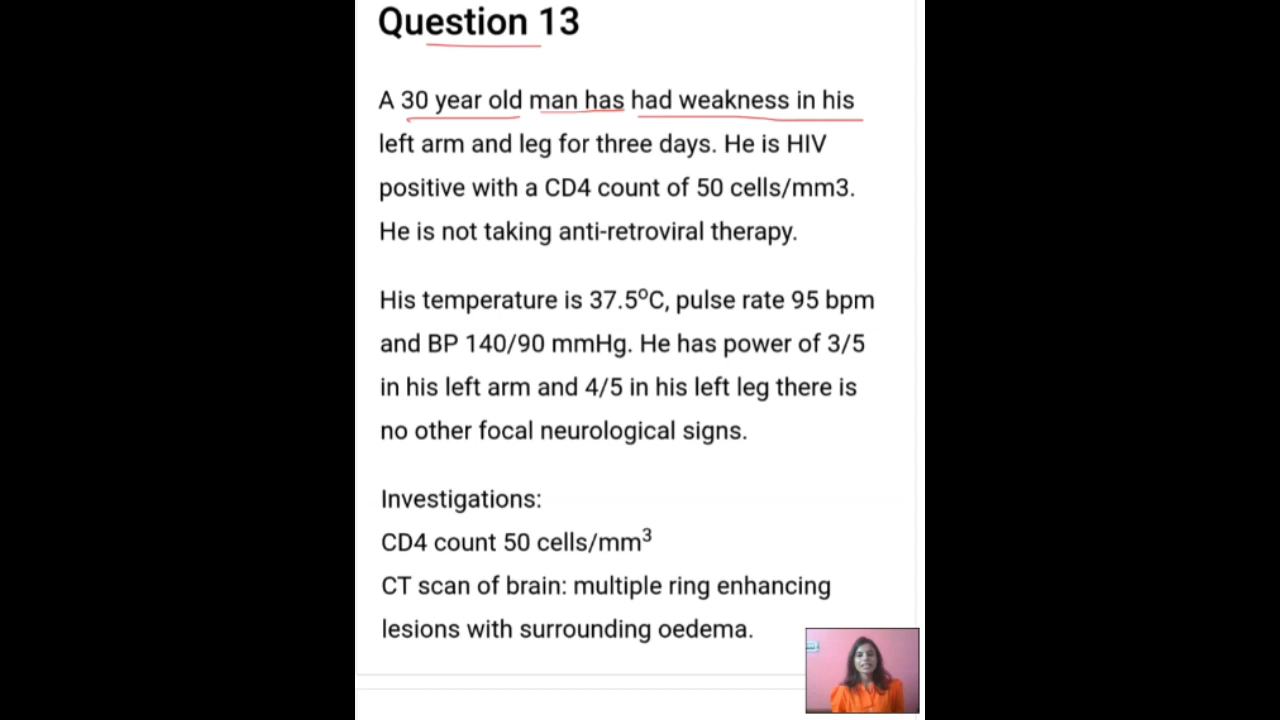 Question 13
A 30 year old man has had weakness in his
left arm and leg for three days. He is HIV
positive with a CD4 count of 50 cells/mm3.
He is not taking anti-retroviral therapy.
His temperature is 37.5ºC, pulse rate 95 bpm
and BP 140/90 mmHg. He has power of 3/5
in his left arm and 4/5 in his left leg there is
no other focal neurological signs.
Investigations:
CD4 count 50 cells/mm³
CT scan of brain: multiple ring enhancing
lesions with surrounding oedema.